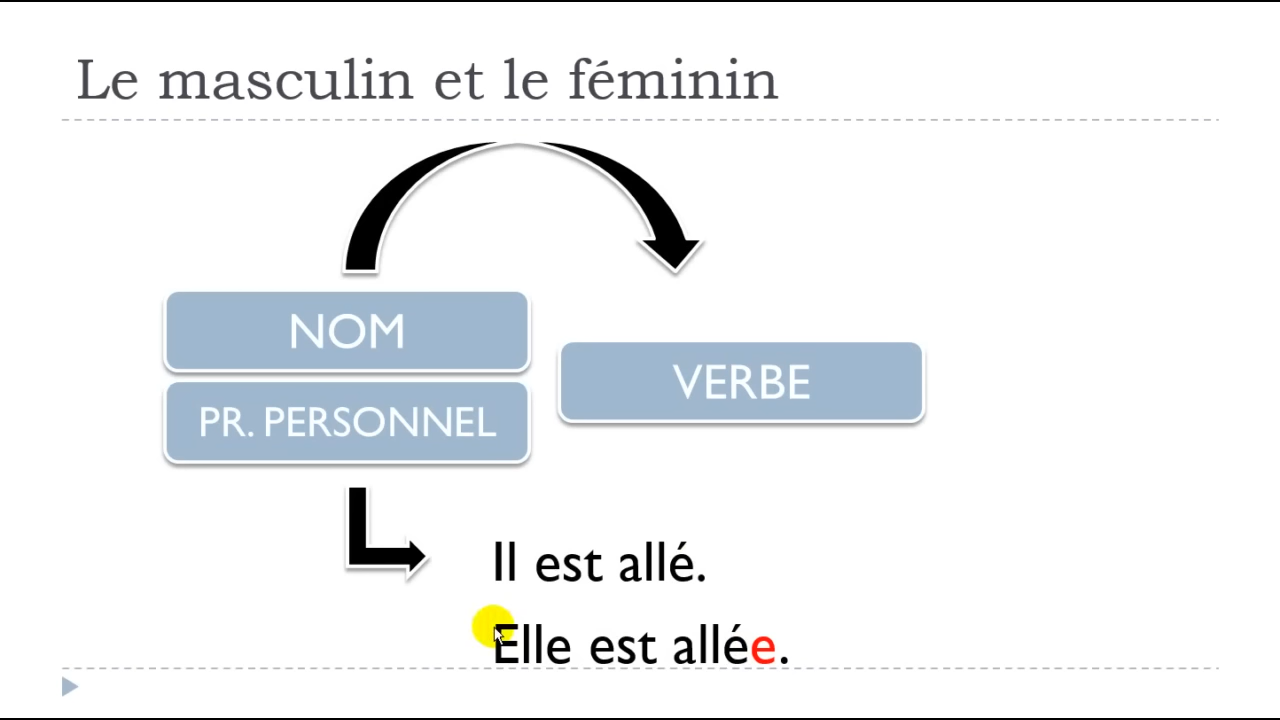 Le masculin et le féminin
NOM
PR. PERSONNEL
VERBE
Il est allé.
Elle est allée.